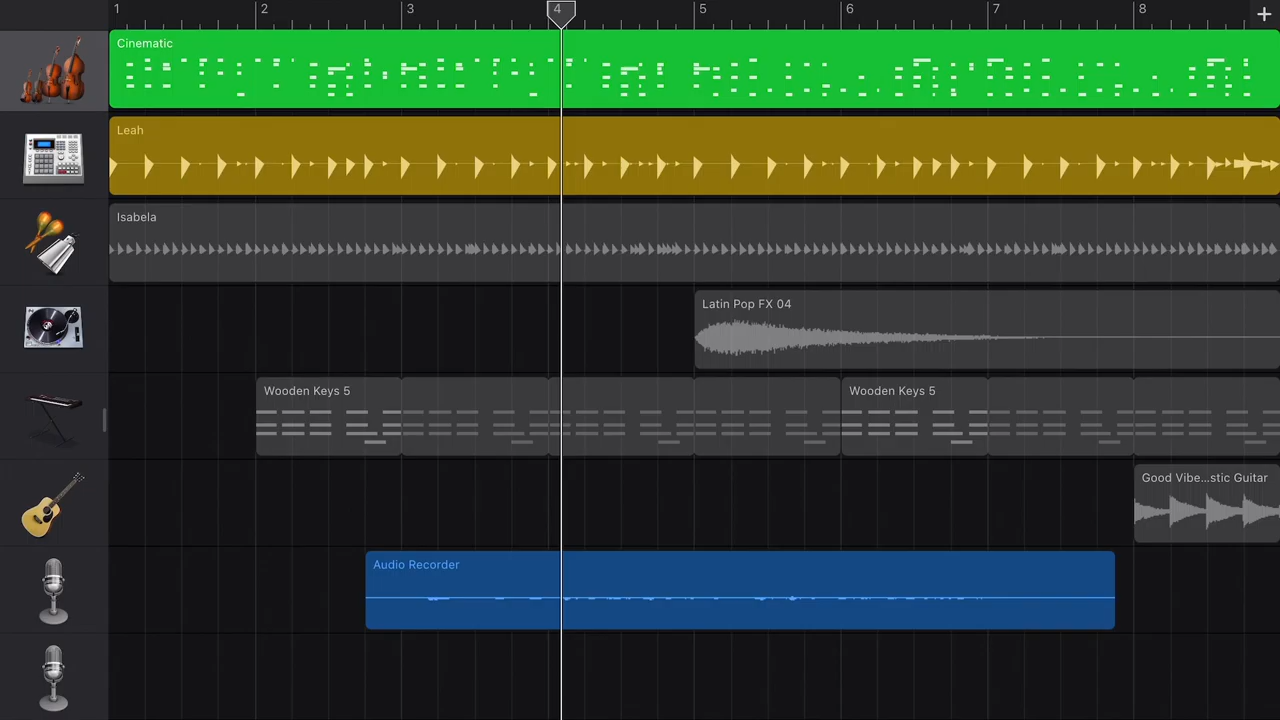 1 2 3 4 5 6 7 8 +
Cinematic
Leah
Isabela
Latin Pop FX 04
Wooden Keys 5 Wooden Keys 5
Good Vibe...stic Guitar
Audio Recorder